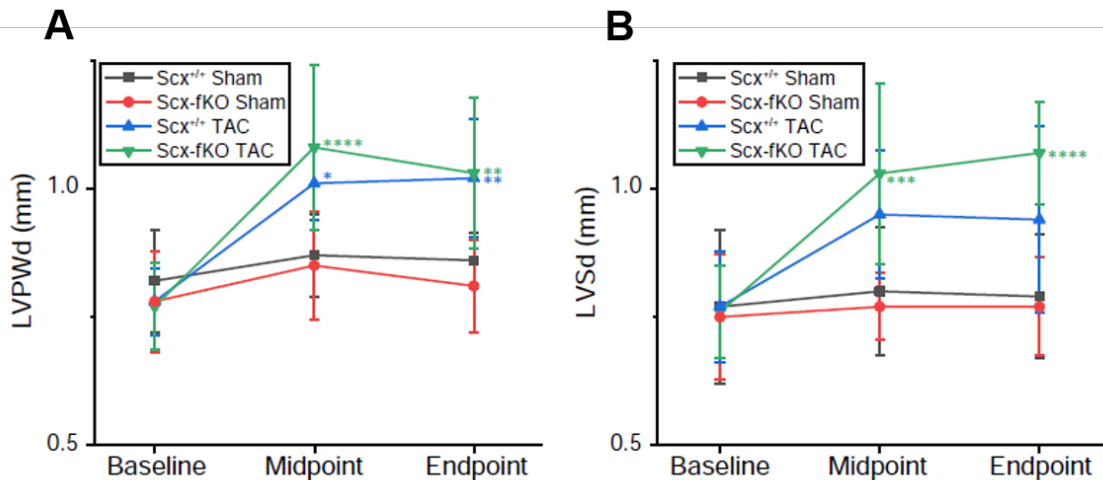 A
Scx+/+ Sham
Scx-fKO Sham
Scx+/+ TAC
Scx-fKO TAC
****
*
**
**
1.0
0.5
LVPWd (mm)
Baseline Midpoint Endpoint
B
Scx+/+ Sham
Scx-fKO Sham
Scx+/+ TAC
Scx-fKO TAC
***
****
1.0
0.5
LVSd (mm)
Baseline Midpoint Endpoint